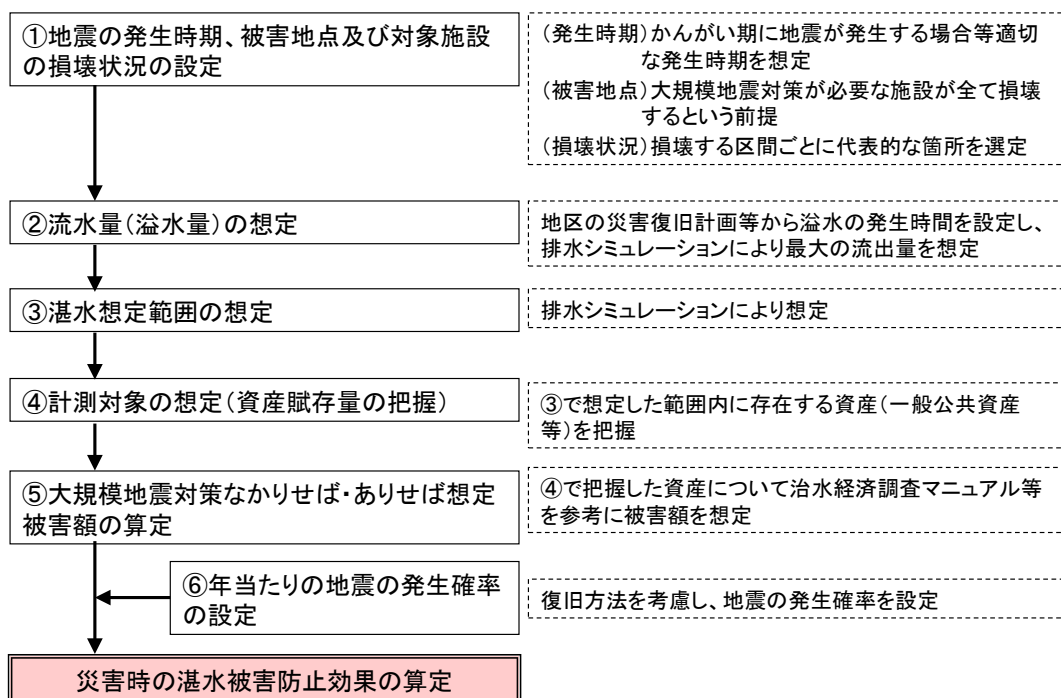 ①地震の発生時期、被害地点及び対象施設
の損壊状況の設定
(発生時期)かんがい期に地震が発生する場合等適切
な発生時期を想定
(被害地点)大規模地震対策が必要な施設が全て損壊
するという前提
(損壊状況)損壊する区間ごとに代表的な箇所を選定
②流水量(溢水量)の想定
地区の災害復旧計画等から溢水の発生時間を設定し、
排水シミュレーションにより最大の流出量を想定
③湛水想定範囲の想定
排水シミュレーションにより想定
④計測対象の想定(資産賦存量の把握)
③で想定した範囲内に存在する資産(一般公共資産
等)を把握
⑤大規模地震対策なかりせば・ありせば想定
被害額の算定
④で把握した資産について治水経済調査マニュアル等
を参考に被害額を想定
⑥年当たりの地震の発生確率
の設定
復旧方法を考慮し、地震の発生確率を設定
災害時の湛水被害防止効果の算定